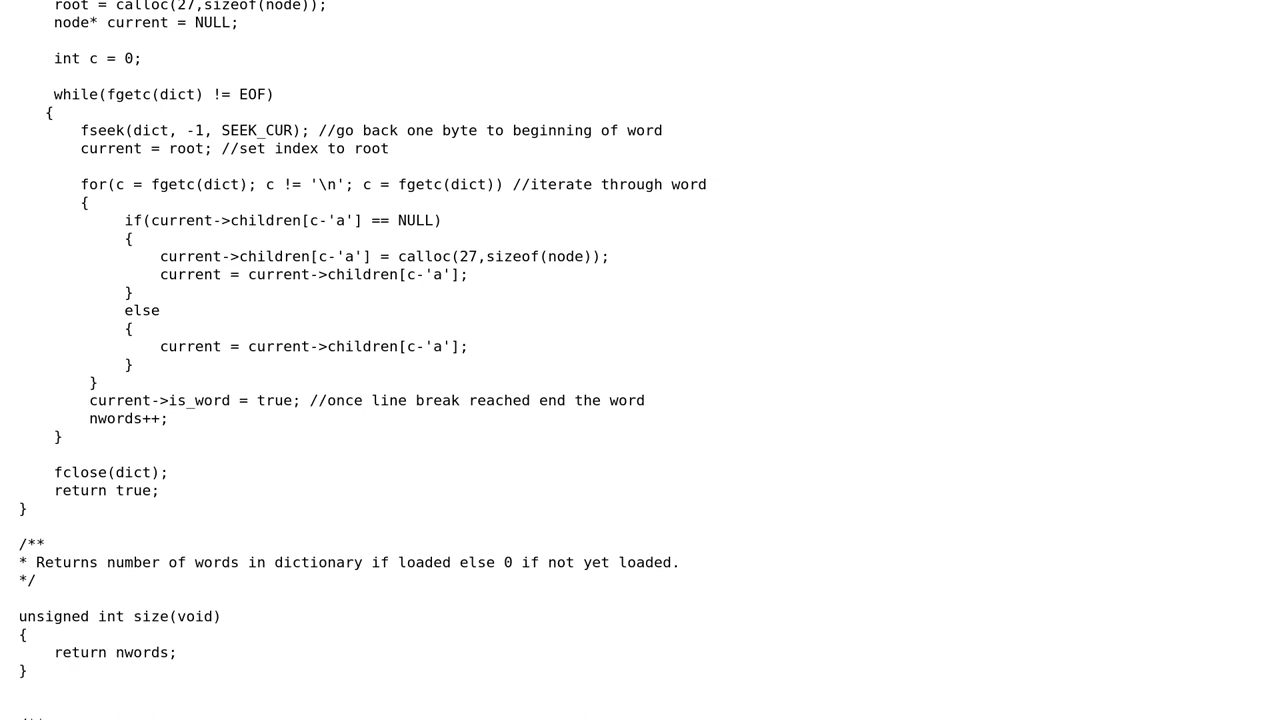 root = calloc(27,sizeof(node));
node* current = NULL;
int c = 0;
while(fgetc(dict) != EOF)
{
fseek(dict, -1, SEEK_CUR); //go back one byte to beginning of word
current = root; //set index to root
for(c = fgetc(dict); c != '\n'; c = fgetc(dict)) //iterate through word
{
if(current->children[c-'a'] == NULL)
{
current->children[c-'a'] = calloc(27,sizeof(node));
current = current->children[c-'a'];
}
else
{
current = current->children[c-'a'];
}
}
current->is_word = true; //once line break reached end the word
nwords++;
}
fclose(dict);
return true;
}
/**
* Returns number of words in dictionary if loaded else 0 if not yet loaded.
*/
unsigned int size(void)
{
return nwords;
}